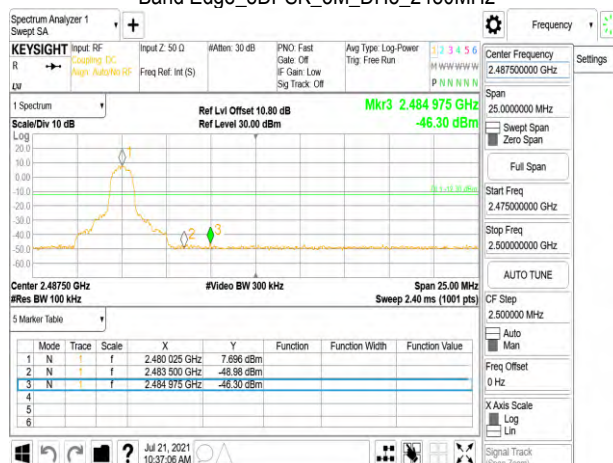 Spectrum Analyzer 1
Swept SA
Frequency
Settings
KEYSIGHT
R
Input: RF
Coupling: DC
Align: Auto/No RF
Input Z: 50 Ω
Freq Ref: Int (S)
#Atten: 30 dB
PNO: Fast
Gate: Off
IF Gain: Low
Sig Track: Off
Avg Type: Log-Power
Trig: Free Run
1 2 3 4 5 6
M W W W W W
P N N N N N
1 Spectrum
Scale/Div 10 dB
Ref Lvl Offset 10.80 dB
Ref Level 30.00 dBm
Mkr3 2.484 975 GHz
-46.30 dBm
Log
20.0
10.0
0.00
-10.0
-20.0
-30.0
-40.0
-50.0
-60.0
1
2
3
Center 2.48750 GHz
#Res BW 100 kHz
#Video BW 300 kHz
Span 25.00 MHz
Sweep 2.40 ms (1001 pts)
5 Marker Table
Mode Trace Scale X Y Function Function Width Function Value
1 N 1 f 2.480 025 GHz 7.696 dBm
2 N 1 f 2.483 500 GHz -48.98 dBm
3 N 1 f 2.484 975 GHz -46.30 dBm
4
5
6
Center Frequency
2.487500000 GHz
Span
25.0000000 MHz
Swept Span
Zero Span
Full Span
Start Freq
2.475000000 GHz
Stop Freq
2.500000000 GHz
AUTO TUNE
CF Step
2.500000 MHz
Auto
Man
Freq Offset
0 Hz
X Axis Scale
Log
Lin
Signal Track
?
Jul 21, 2021
10:37:06 AM